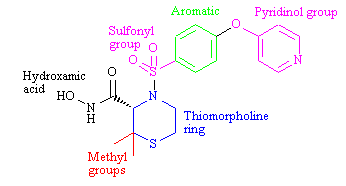 Aromatic
Pyridinol group
Sulfonyl
group
O
O
O
S
N
Hydroxamic
acid
O
HO
N
H
N
S
Thiomorpholine
ring
Methyl
groups